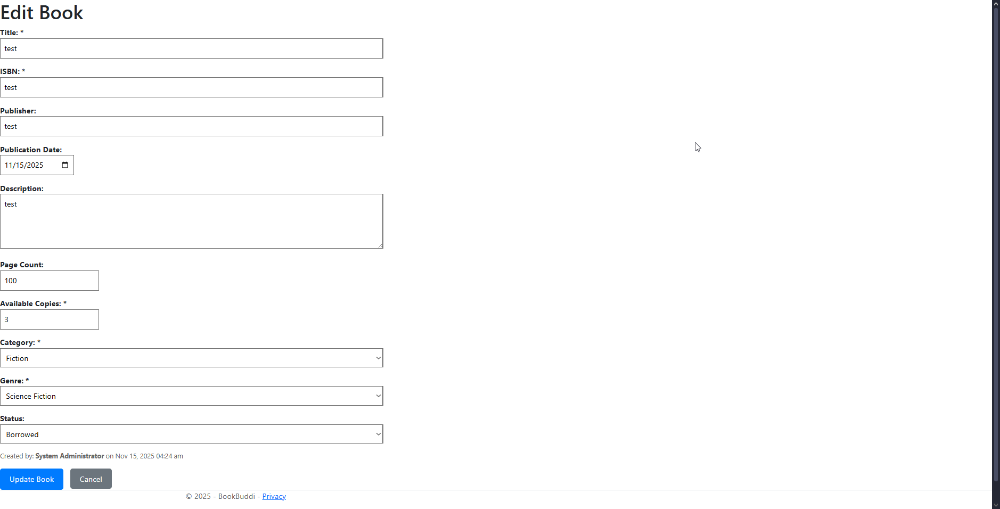 Edit Book
Title: *
test
ISBN: *
test
Publisher:
test
Publication Date:
11/15/2025
Description:
test
Page Count:
100
Available Copies: *
3
Category: *
Fiction
Genre: *
Science Fiction
Status:
Borrowed
Created by: System Administrator on Nov 15, 2025 04:24 am
Update Book Cancel
© 2025 - BookBuddi - Privacy